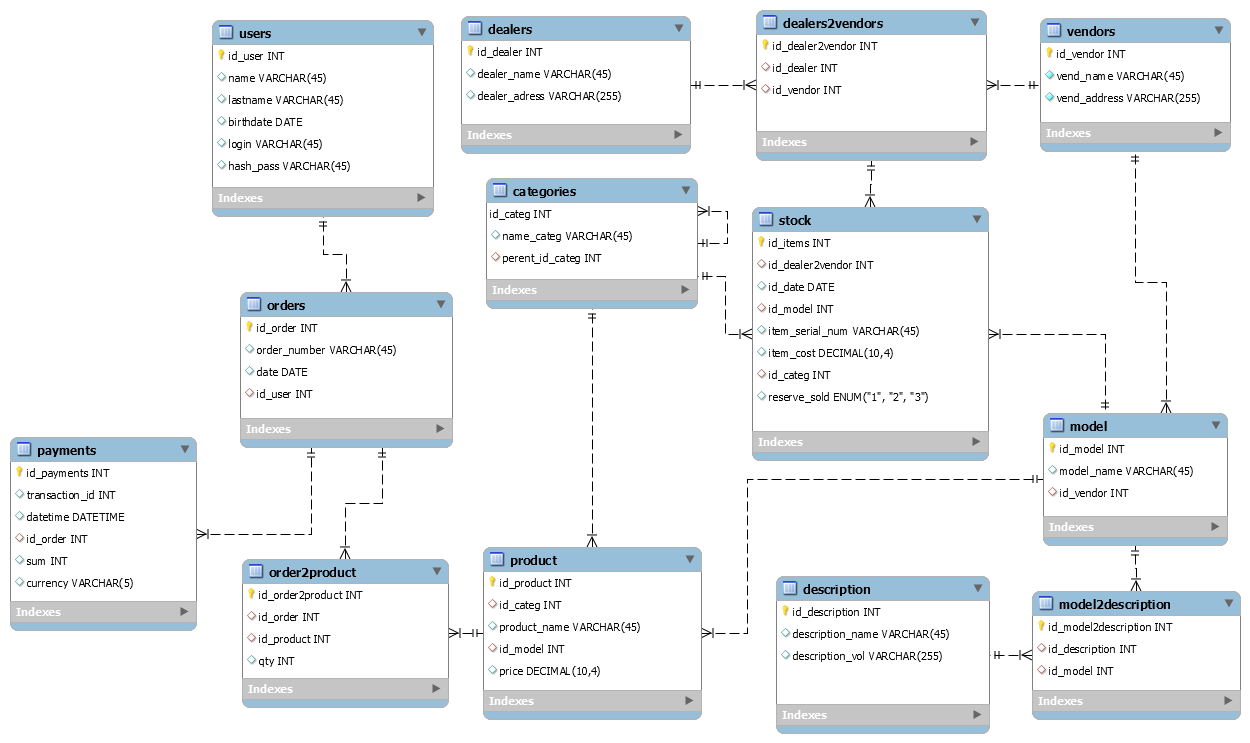 users
id_user INT
name VARCHAR(45)
lastname VARCHAR(45)
birthdate DATE
login VARCHAR(45)
hash_pass VARCHAR(45)
Indexes
dealers
id_dealer INT
dealer_name VARCHAR(45)
dealer_adress VARCHAR(255)
Indexes
dealers2vendors
id_dealer2vendor INT
id_dealer INT
id_vendor INT
Indexes
vendors
id_vendor INT
vend_name VARCHAR(45)
vend_address VARCHAR(255)
Indexes
categories
id_categ INT
name_categ VARCHAR(45)
perent_id_categ INT
Indexes
stock
id_items INT
id_dealer2vendor INT
id_date DATE
id_model INT
item_serial_num VARCHAR(45)
item_cost DECIMAL(10,4)
id_categ INT
reserve_sold ENUM("1", "2", "3")
Indexes
orders
id_order INT
order_number VARCHAR(45)
date DATE
id_user INT
Indexes
payments
id_payments INT
transaction_id INT
datetime DATETIME
id_order INT
sum INT
currency VARCHAR(5)
Indexes
model
id_model INT
model_name VARCHAR(45)
id_vendor INT
Indexes
order2product
id_order2product INT
id_order INT
id_product INT
qty INT
Indexes
product
id_product INT
id_categ INT
product_name VARCHAR(45)
id_model INT
price DECIMAL(10,4)
Indexes
description
id_description INT
description_name VARCHAR(45)
description_vol VARCHAR(255)
Indexes
model2description
id_model2description INT
id_description INT
id_model INT
Indexes